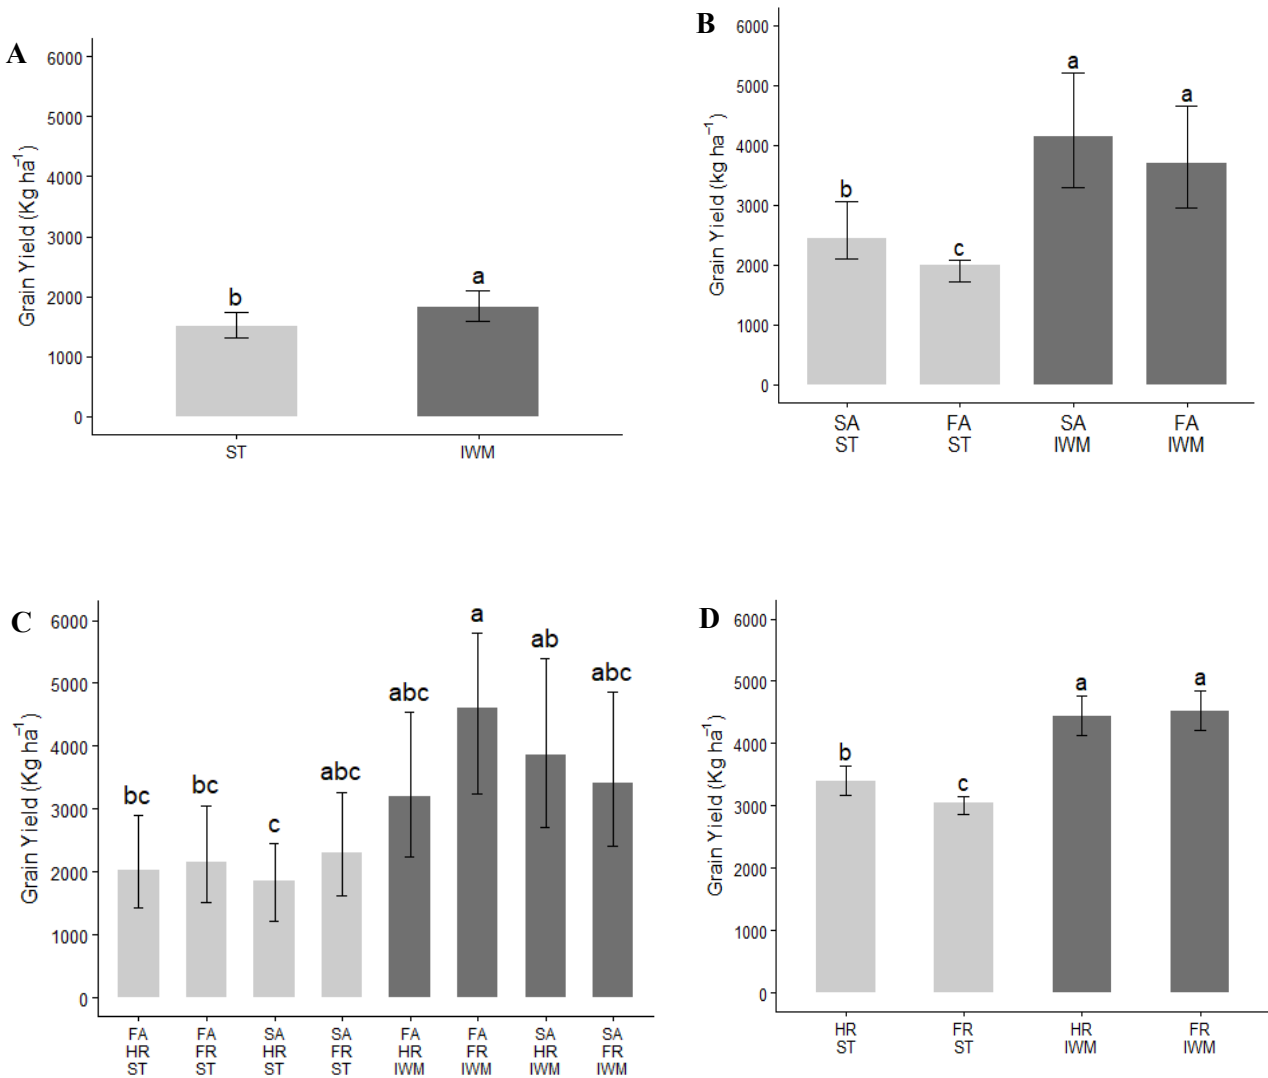 A
Grain Yield (Kg ha⁻¹)
6000
5000
4000
3000
2000
1000
0
b
a
ST
IWM
B
Grain Yield (kg ha⁻¹)
6000
5000
4000
3000
2000
1000
0
b
c
a
a
SA FA SA FA
ST ST IWM IWM
C
Grain Yield (Kg ha⁻¹)
6000
5000
4000
3000
2000
1000
0
bc
bc
c
abc
abc
a
ab
abc
FA FA SA SA FA FA SA SA
HR FR HR FR HR FR HR FR
ST ST ST ST IWM IWM IWM IWM
D
Grain Yield (Kg ha⁻¹)
6000
5000
4000
3000
2000
1000
0
b
c
a
a
HR FR HR FR
ST ST IWM IWM